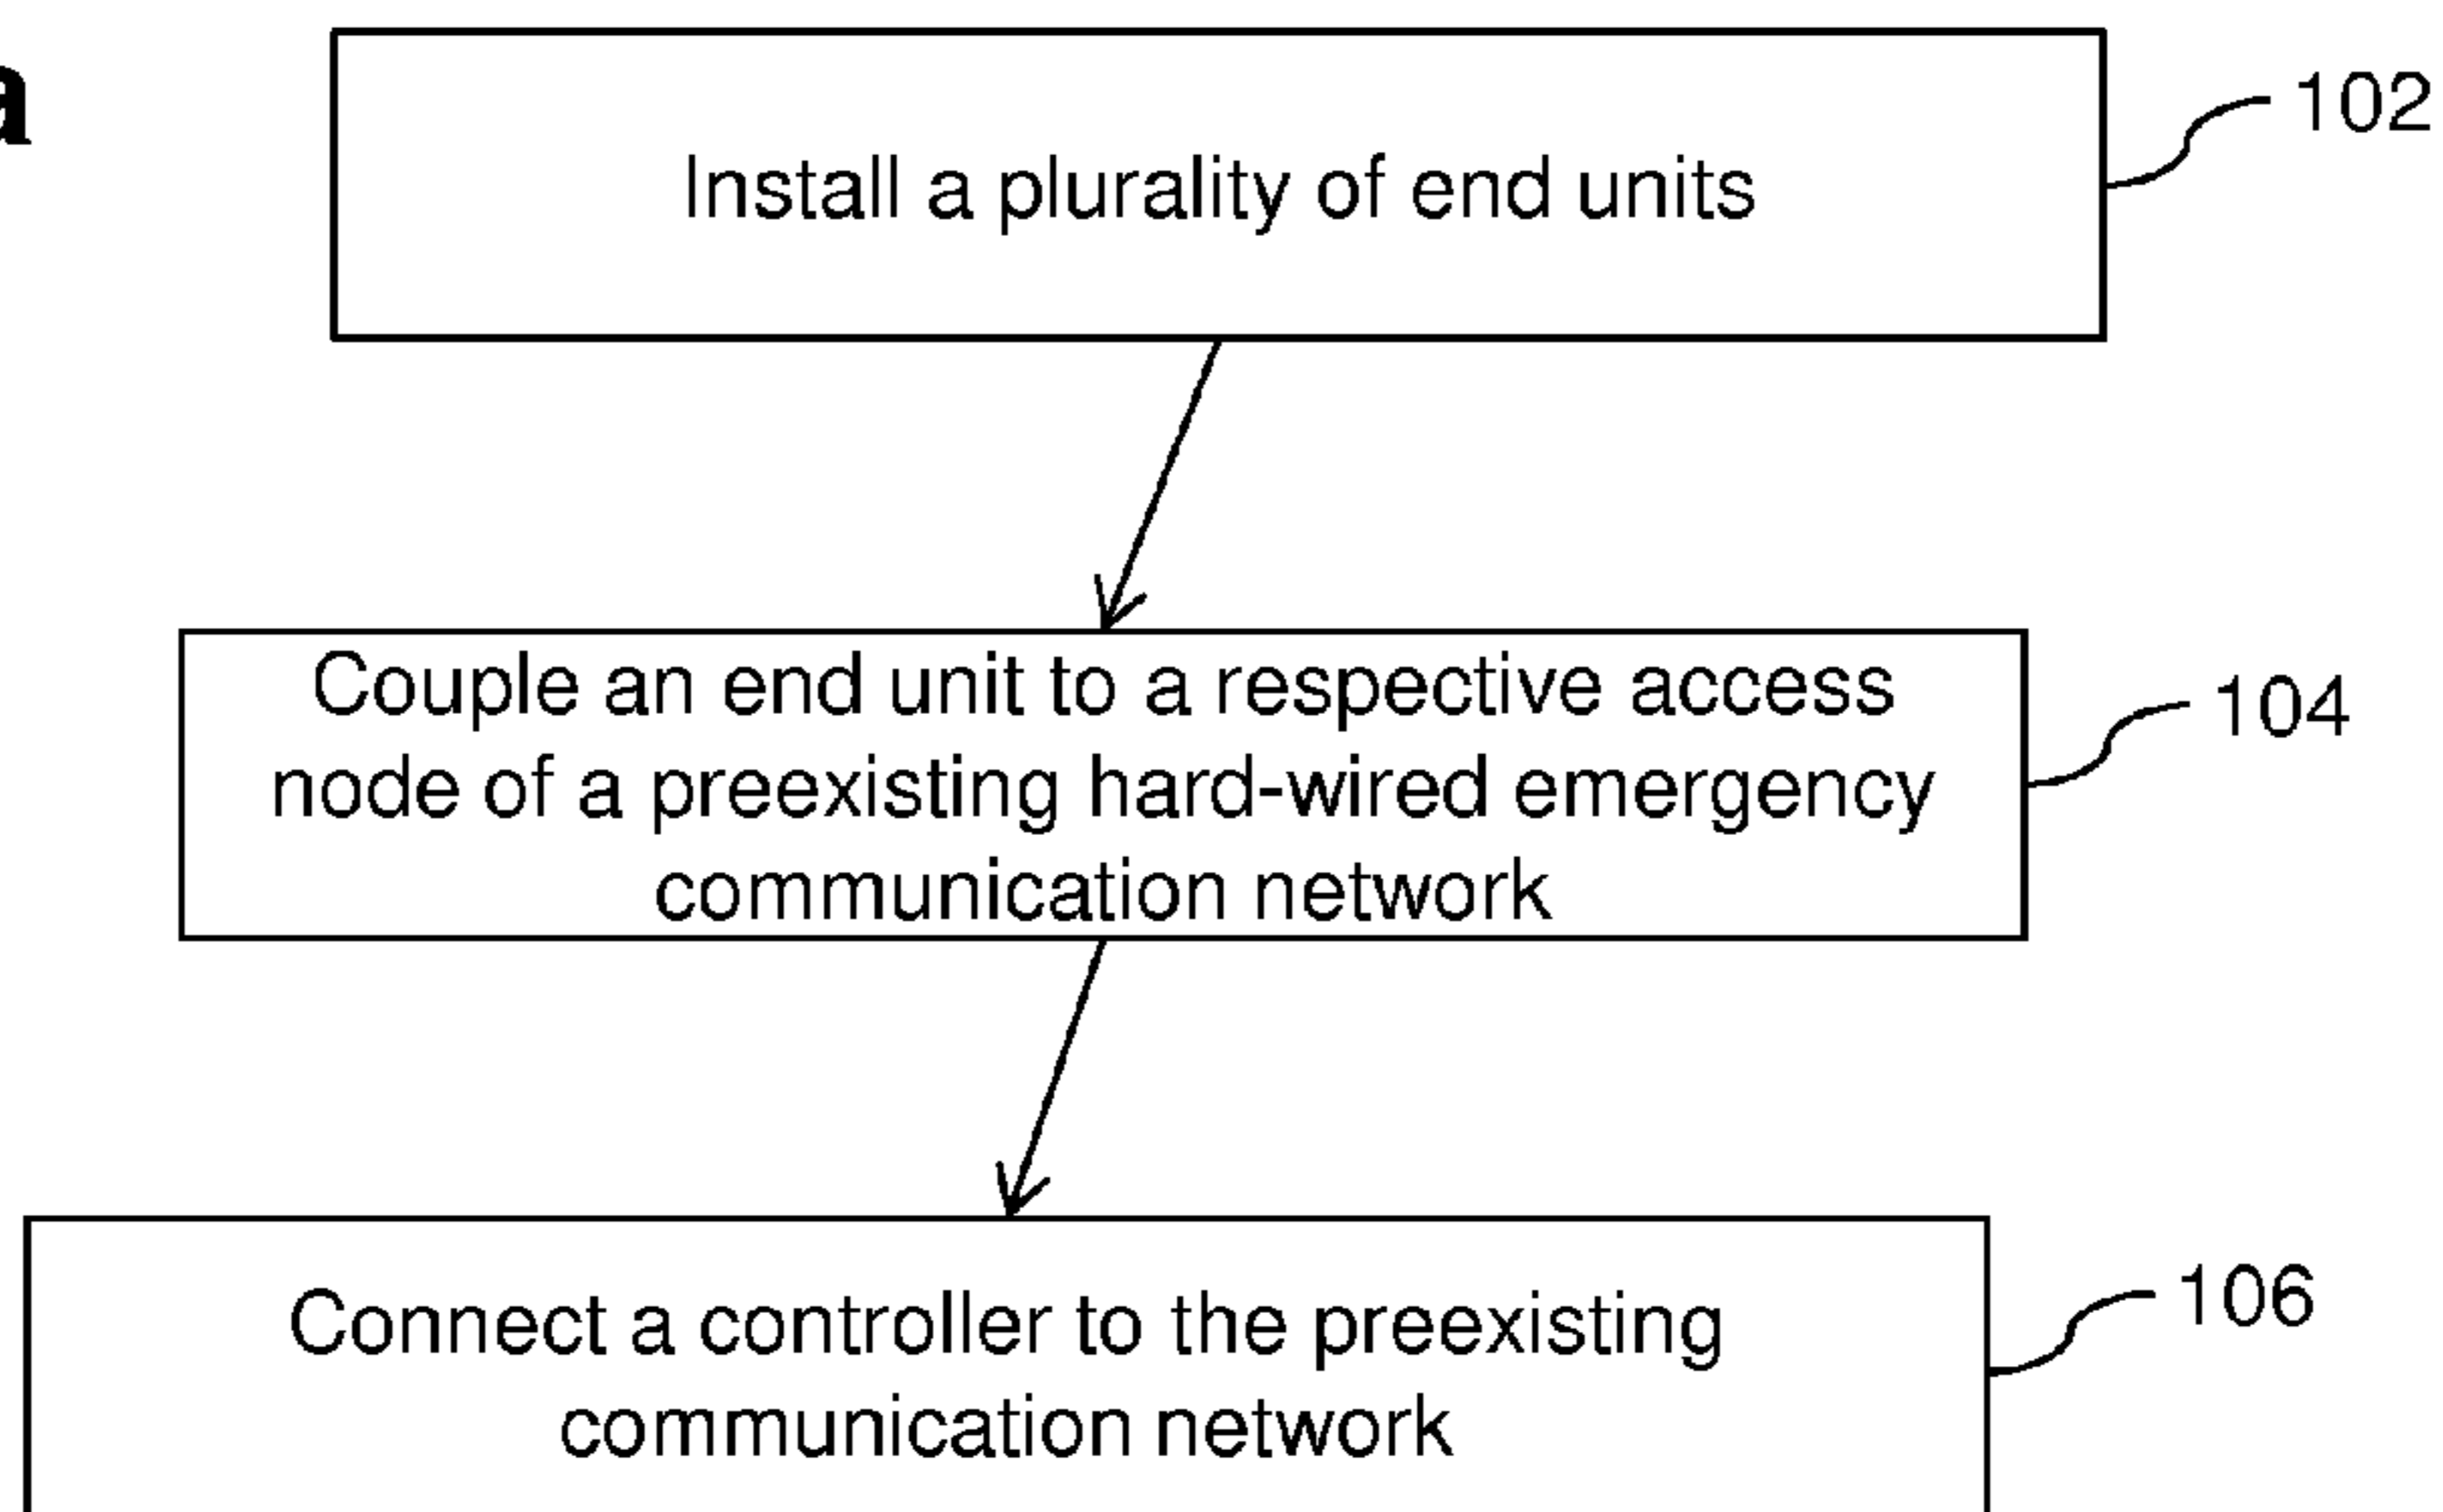 a
102
Install a plurality of end units
104
Couple an end unit to a respective access
node of a preexisting hard-wired emergency
communication network
106
Connect a controller to the preexisting
communication network